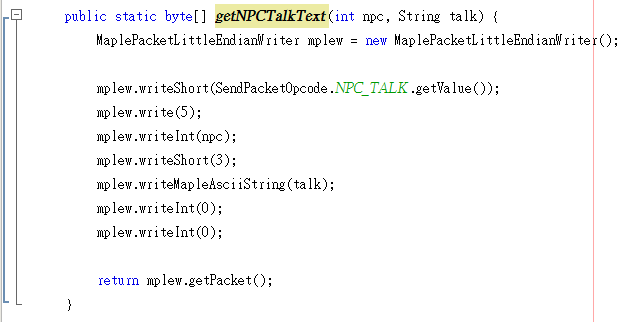 public static byte[] getNPCTalkText(int npc, String talk) {
MaplePacketLittleEndianWriter mplew = new MaplePacketLittleEndianWriter();
mplew.writeShort(SendPacketOpcode.NPC_TALK.getValue());
mplew.write(5);
mplew.writeInt(npc);
mplew.writeShort(3);
mplew.writeMapleAsciiString(talk);
mplew.writeInt(0);
mplew.writeInt(0);
return mplew.getPacket();
}